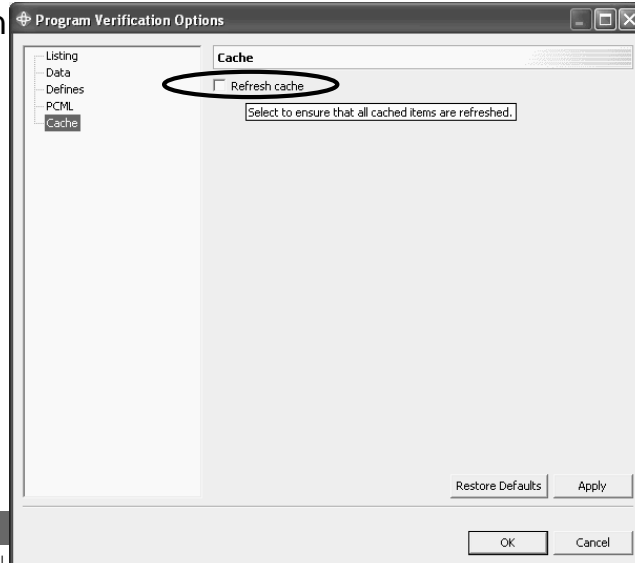 Program Verification Options
Listing
Data
Defines
PCML
Cache
Cache
Refresh cache
Select to ensure that all cached items are refreshed.
Restore Defaults
Apply
OK
Cancel